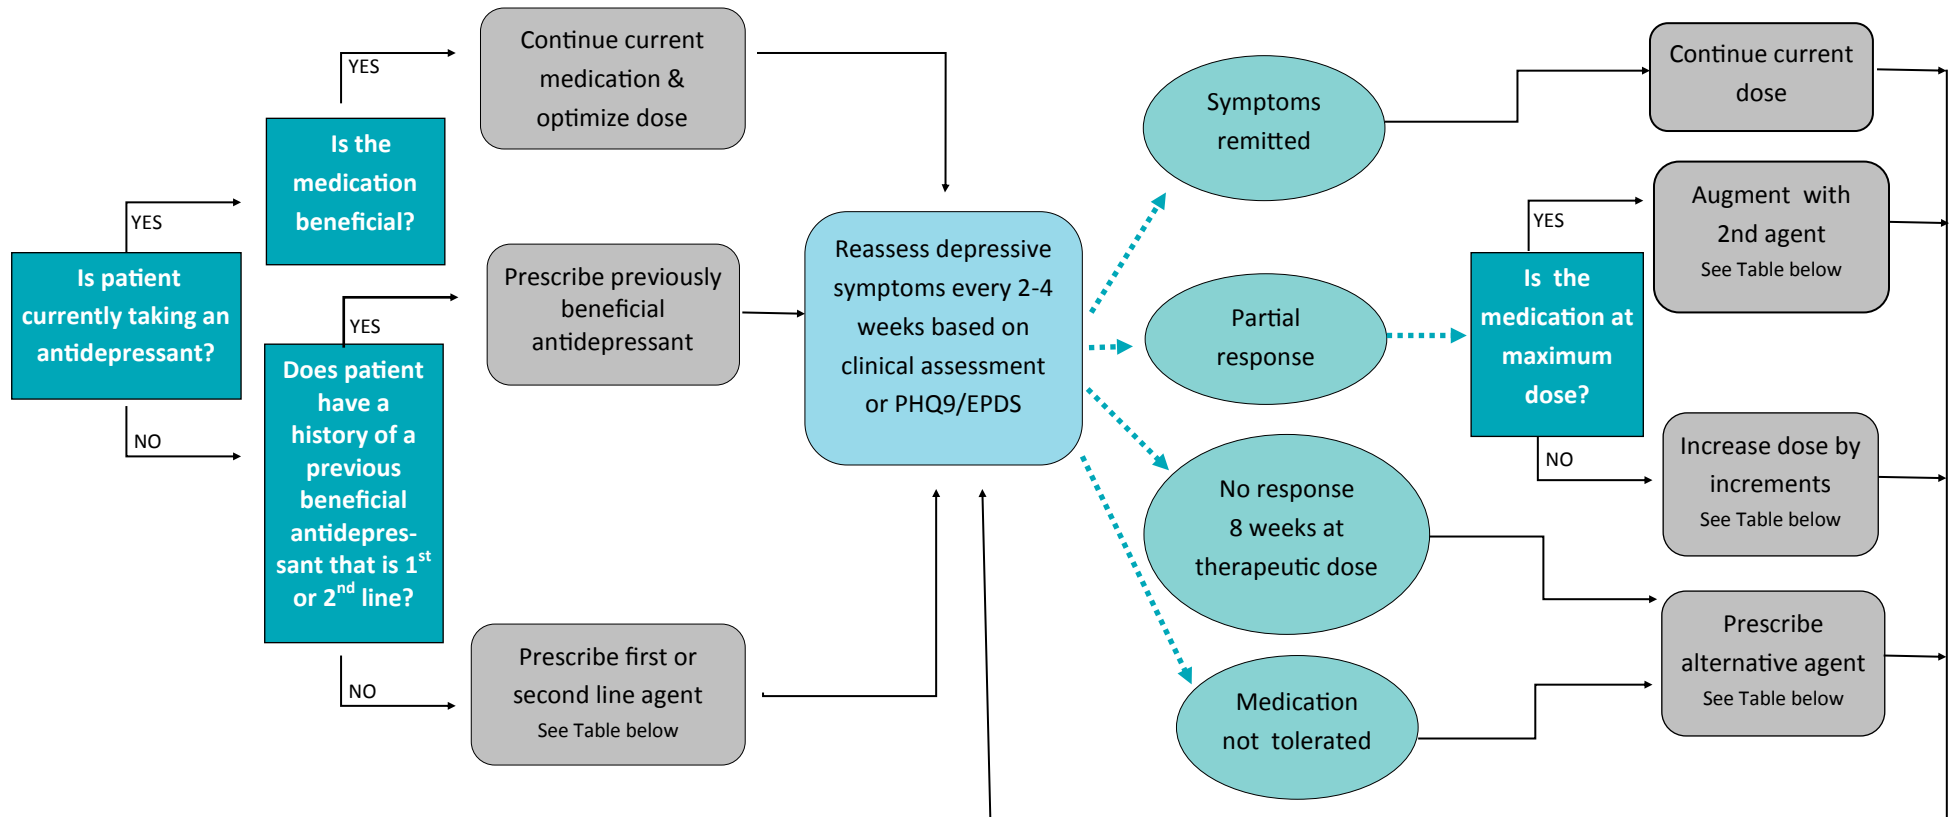 Is patient
currently taking an
antidepressant?
YES
NO
Is the
medication
beneficial?
YES
Does patient
have a
history of a
previous
beneficial
antidepres-
sant that is 1st
or 2nd line?
YES
NO
Continue current
medication &
optimize dose
Prescribe previously
beneficial
antidepressant
Prescribe first or
second line agent
See Table below
Reassess depressive
symptoms every 2-4
weeks based on
clinical assessment
or PHQ9/EPDS
Symptoms
remitted
Partial
response
No response
8 weeks at
therapeutic dose
Medication
not tolerated
Is the
medication at
maximum
dose?
YES
NO
Continue current
dose
Augment with
2nd agent
See Table below
Increase dose by
increments
See Table below
Prescribe
alternative agent
See Table below